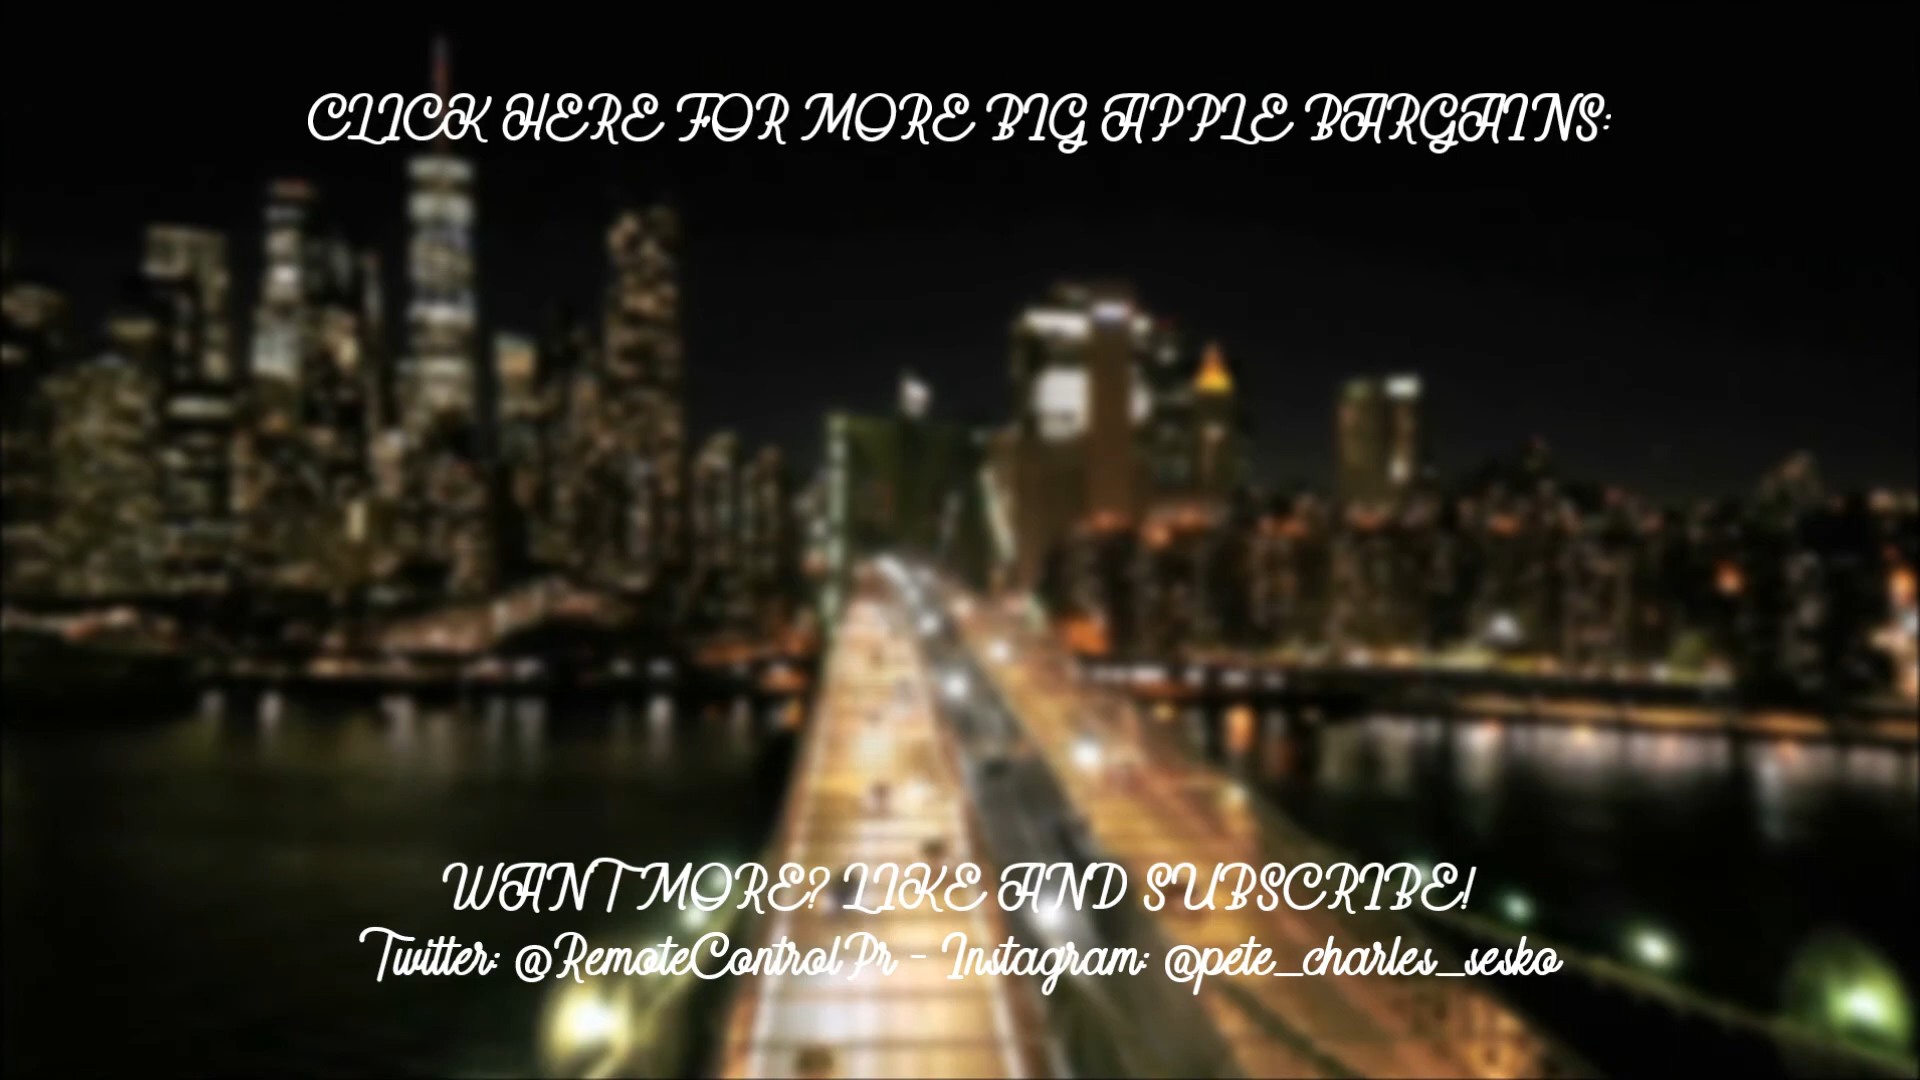 CLICK HERE FOR MORE BIG APPLE BARGAINS:
WANT MORE? LIKE AND SUBSCRIBE!
Twitter: @RemoteControlPr - Instagram: @pete_charles_sesko